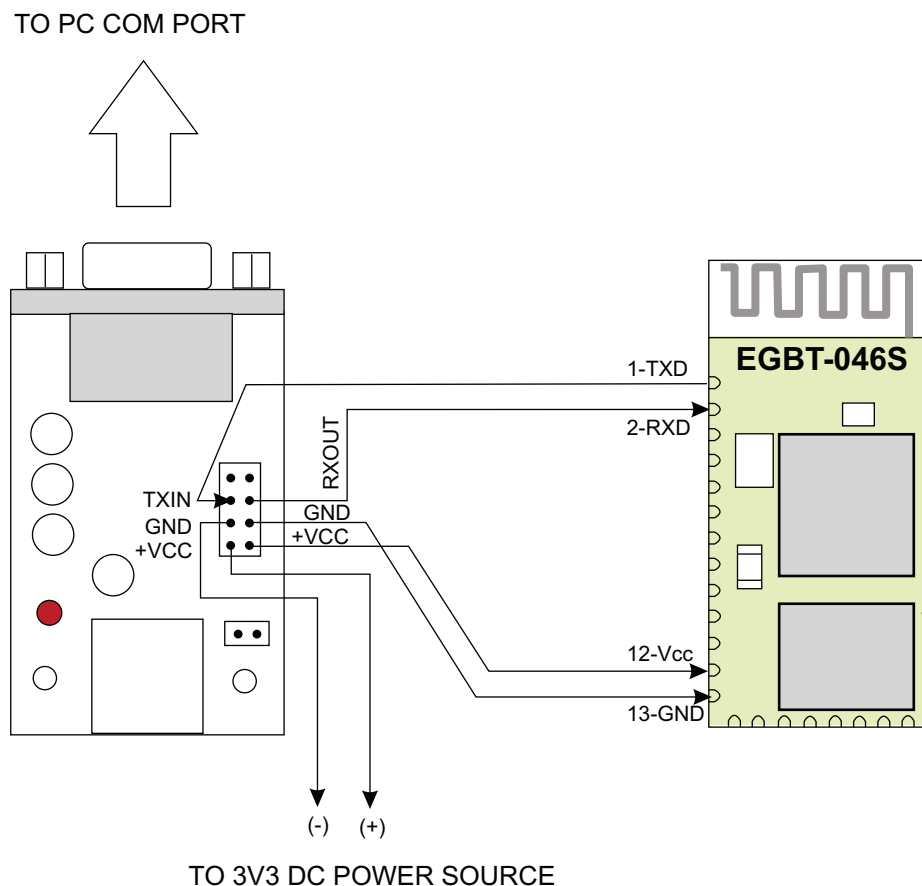 TO PC COM PORT
EGBT-046S
1-TXD
2-RXD
RXOUT
TXIN
GND
GND
+VCC
+VCC
12-Vcc
13-GND
(-)
(+)
TO 3V3 DC POWER SOURCE